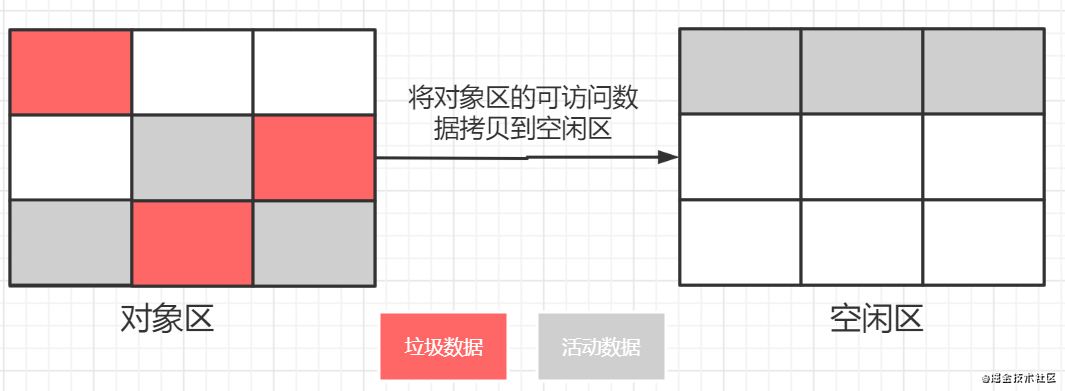 将对象区的可访问数
据拷贝到空闲区
对象区
空闲区
垃圾数据
活动数据
@掘金技术社区